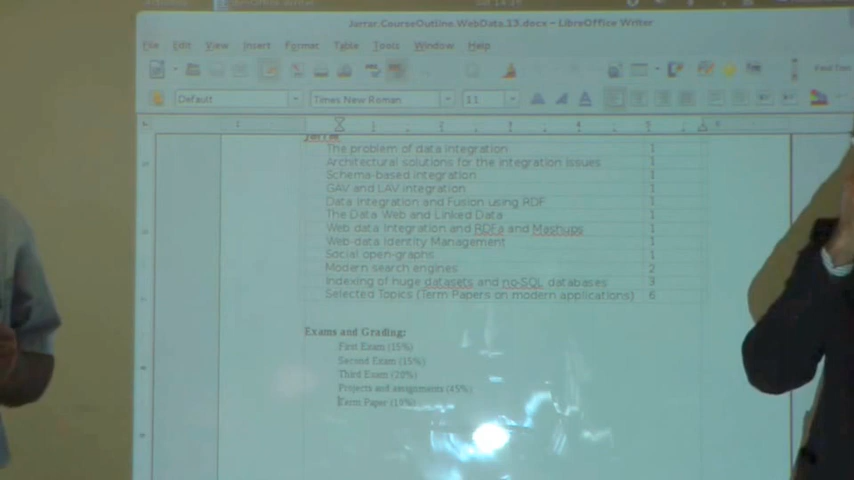 Jarrar.CourseOutline.WebData.13.docx – LibreOffice Writer
File Edit View Insert Format Table Tools Window Help
Default Times New Roman 11
The problem of data integration 1
Architectural solutions for the integration issues 1
Schema-based integration 1
GAV and LAV integration 1
Data Integration and Fusion using RDF 1
The Data Web and Linked Data 1
Web data Integration and RDFa and Mashups 1
Web-data Identity Management 1
Social open-graphs 1
Modern search engines 2
Indexing of huge datasets and no-SQL databases 3
Selected Topics (Term Papers on modern applications) 6
Exams and Grading:
First Exam (15%)
Second Exam (15%)
Third Exam (20%)
Projects and assignments (45%)
Term Paper (10%)